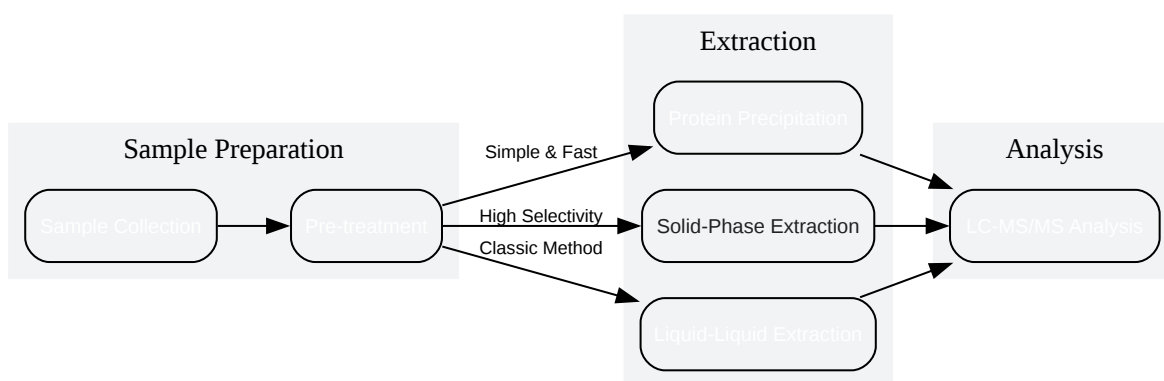 Sample Preparation
Sample Collection
Pre-treatment
Simple & Fast
High Selectivity
Classic Method
Extraction
Protein Precipitation
Solid-Phase Extraction
Liquid-Liquid Extraction
Analysis
LC-MS/MS Analysis